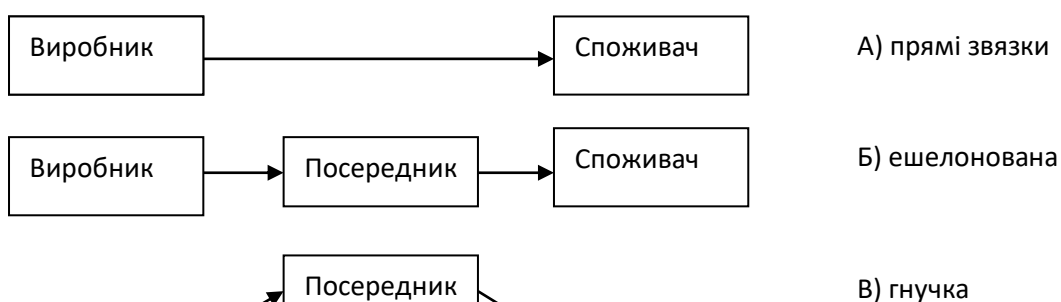 Виробник Споживач А) прямі звязки
Виробник Посередник Споживач Б) ешелонована
Посередник В) гнучка